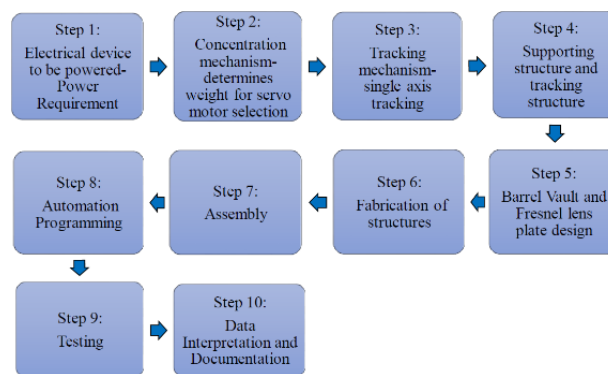 Step 1:
Electrical device
to be powered-
Power
Requirement
Step 2:
Concentration
mechanism-
determines
weight for servo
motor selection
Step 3:
Tracking
mechanism-
single axis
tracking
Step 4:
Supporting
structure and
tracking
structure
Step 5:
Barrel Vault and
Fresnel lens
plate design
Step 6:
Fabrication of
structures
Step 7:
Assembly
Step 8:
Automation
Programming
Step 9:
Testing
Step 10:
Data
Interpretation and
Documentation